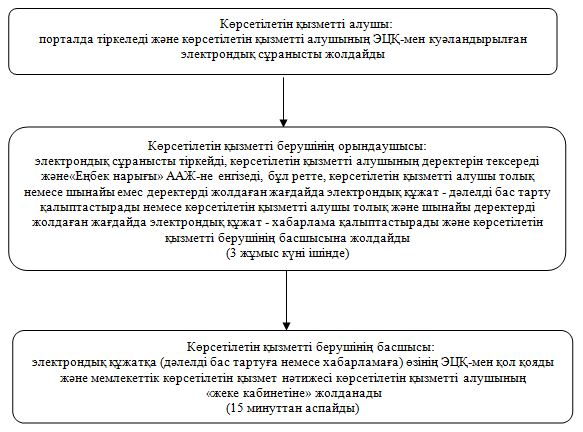 Көрсетілетін қызметті алушы:
порталда тіркеледі және көрсетілетін қызметті алушының ЭЦҚ-мен куәландырылған
электрондық сұранысты жолдайды
Көрсетілетін қызметті берушінің орындаушысы:
электрондық сұранысты тіркейді, көрсетілетін қызметті алушының деректерін тексереді
және«Еңбек нарығы» ААЖ-не енгізеді, бұл ретте, көрсетілетін қызметті алушы толық
немесе шынайы емес деректерді жолдаған жағдайда электрондық құжат - дәлелді бас тарту
қалыптастырады немесе көрсетілетін қызметті алушы толық және шынайы деректерді
жолдаған жағдайда электрондық құжат - хабарлама қалыптастырады және көрсетілетін
қызметті берушінің басшысына жолдайды
(3 жұмыс күні ішінде)
Көрсетілетін қызметті берушінің басшысы:
электрондық құжатқа (дәлелді бас тартуға немесе хабарламаға) өзінің ЭЦҚ-мен қол қояды
және мемлекеттік көрсетілетін қызмет нәтижесі көрсетілетін қызметті алушының
«жеке кабинетіне» жолданады
(15 минуттан аспайды)